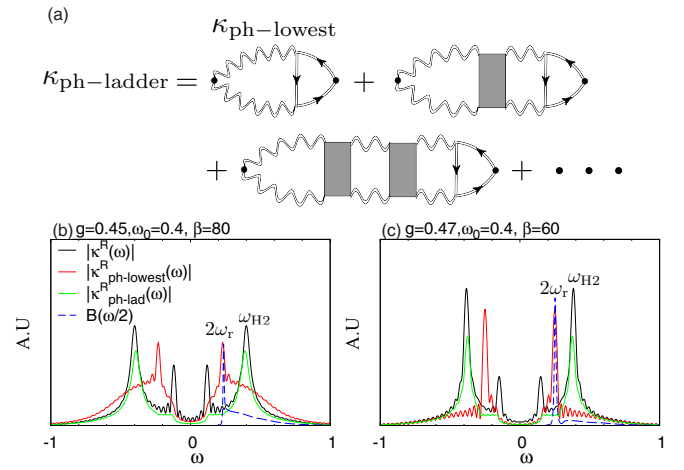 (a)
κph−lowest
κph−ladder = +
+ + • • •
(b) g=0.45,ω0=0.4, β=80
|κR(ω)|
|κRph-lowest(ω)|
|κRph-lad(ω)|
B(ω/2)
2ωr
ωH2
A.U
-1 0 1
ω
(c) g=0.47,ω0=0.4, β=60
2ωr
ωH2
A.U
-1 0 1
ω